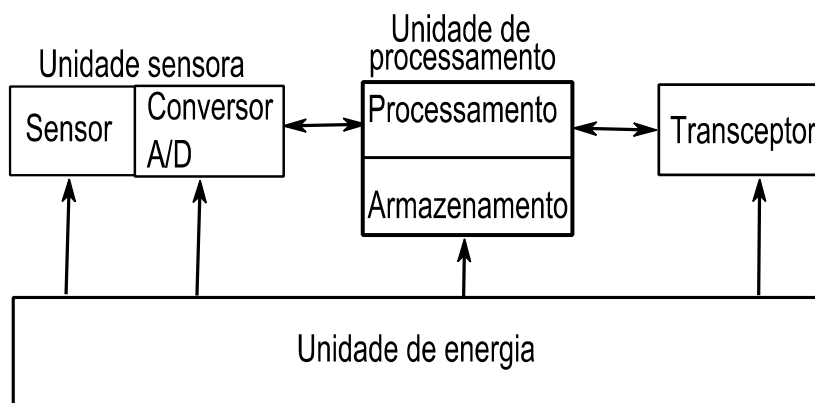 Unidade sensora
Unidade de
processamento
Sensor
Conversor
A/D
Processamento
Armazenamento
Transceptor
Unidade de energia